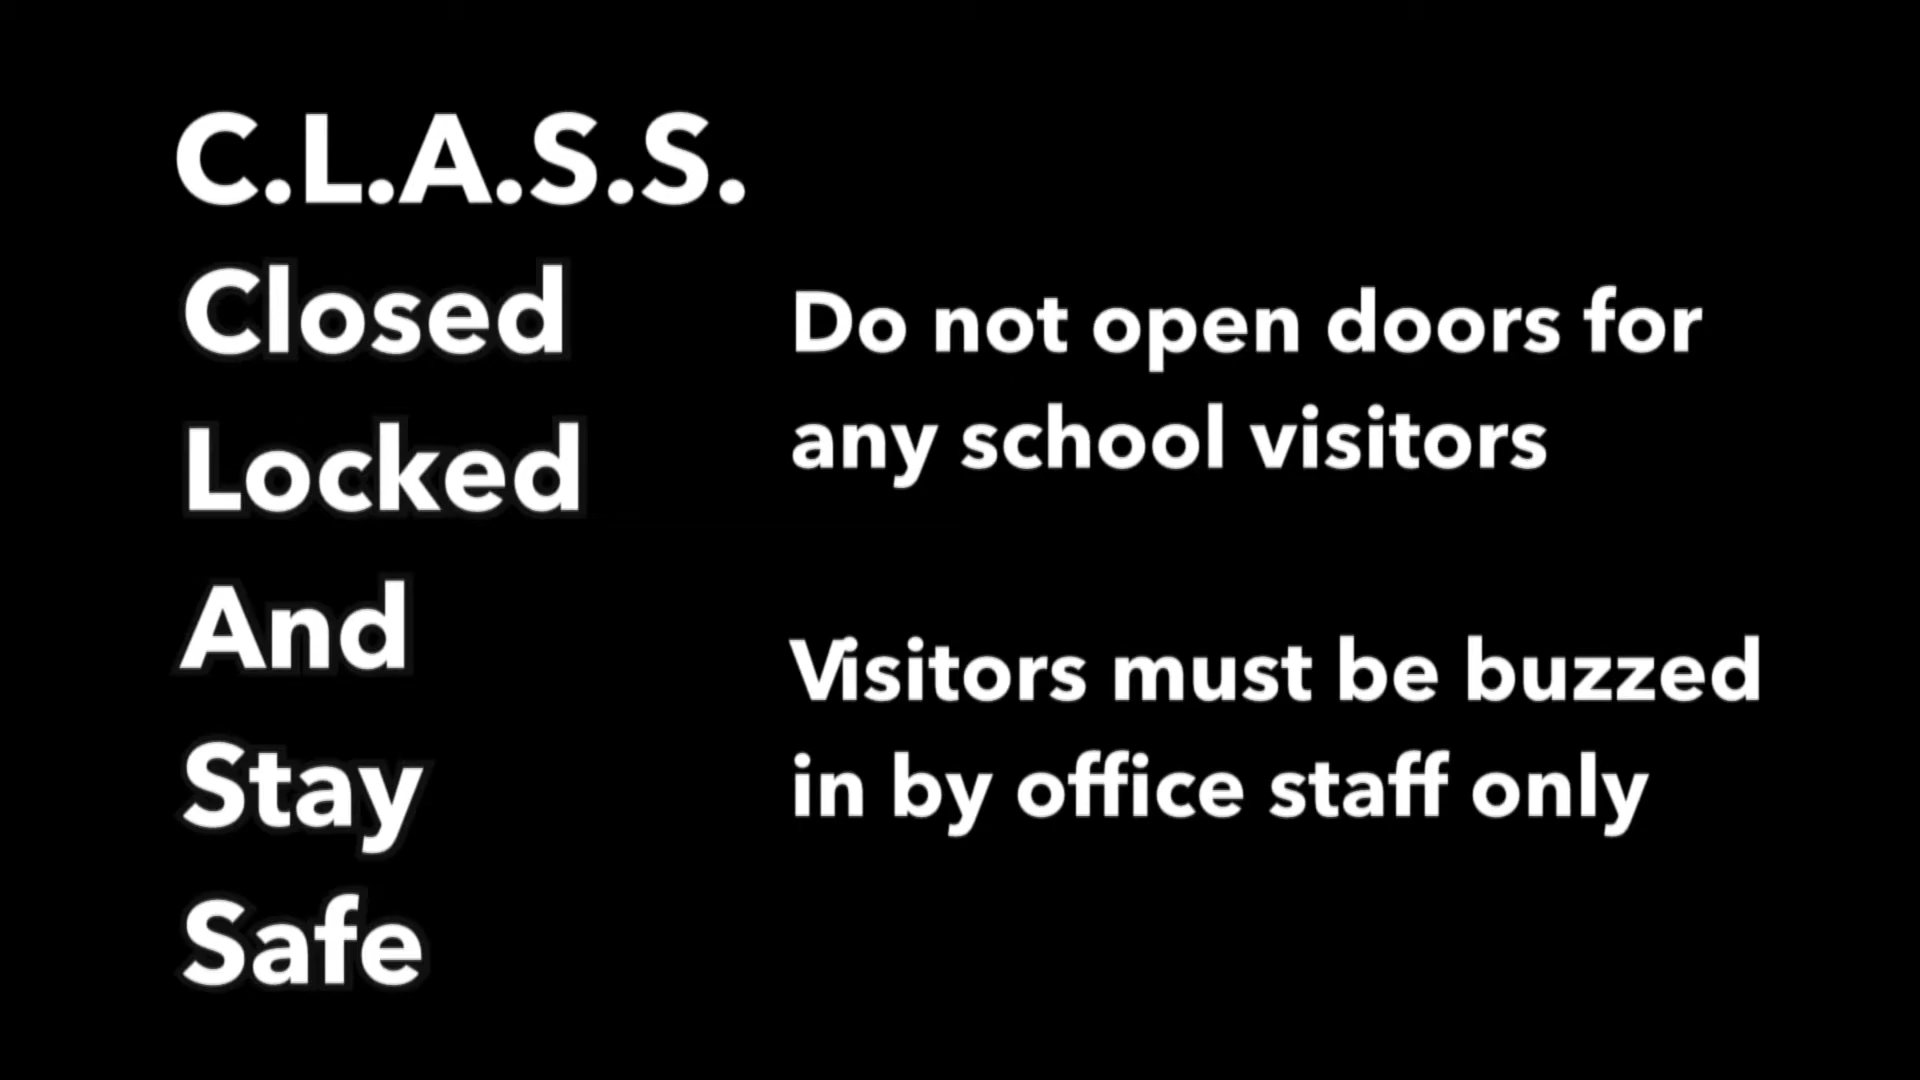 C.L.A.S.S.
Closed
Locked
And
Stay
Safe
Do not open doors for
any school visitors
Visitors must be buzzed
in by office staff only